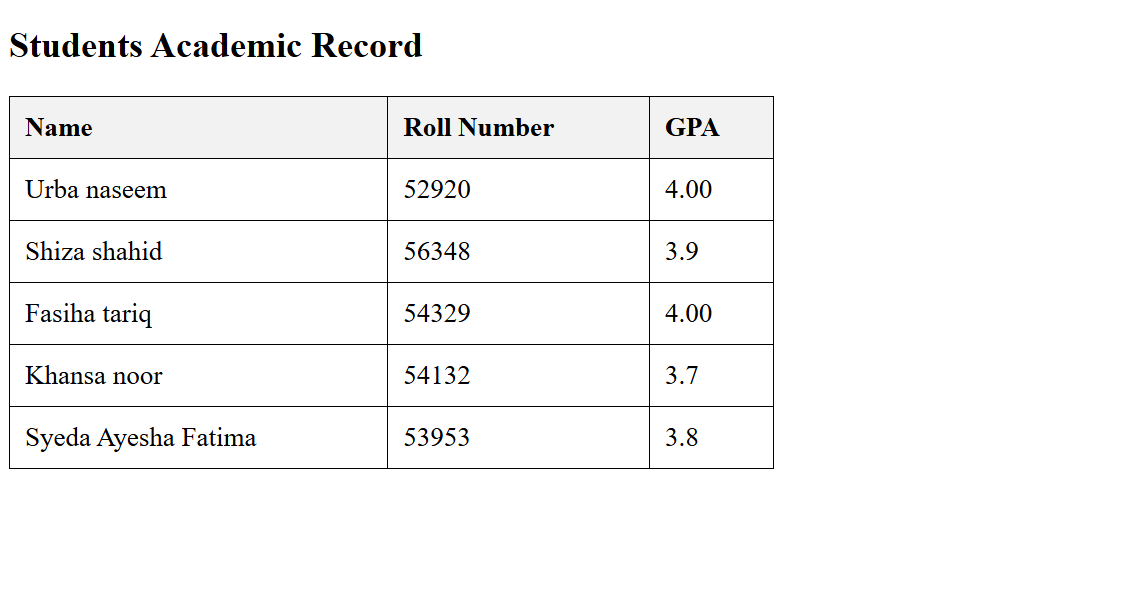 Students Academic Record
Name Roll Number GPA
Urba naseem 52920 4.00
Shiza shahid 56348 3.9
Fasiha tariq 54329 4.00
Khansa noor 54132 3.7
Syeda Ayesha Fatima 53953 3.8